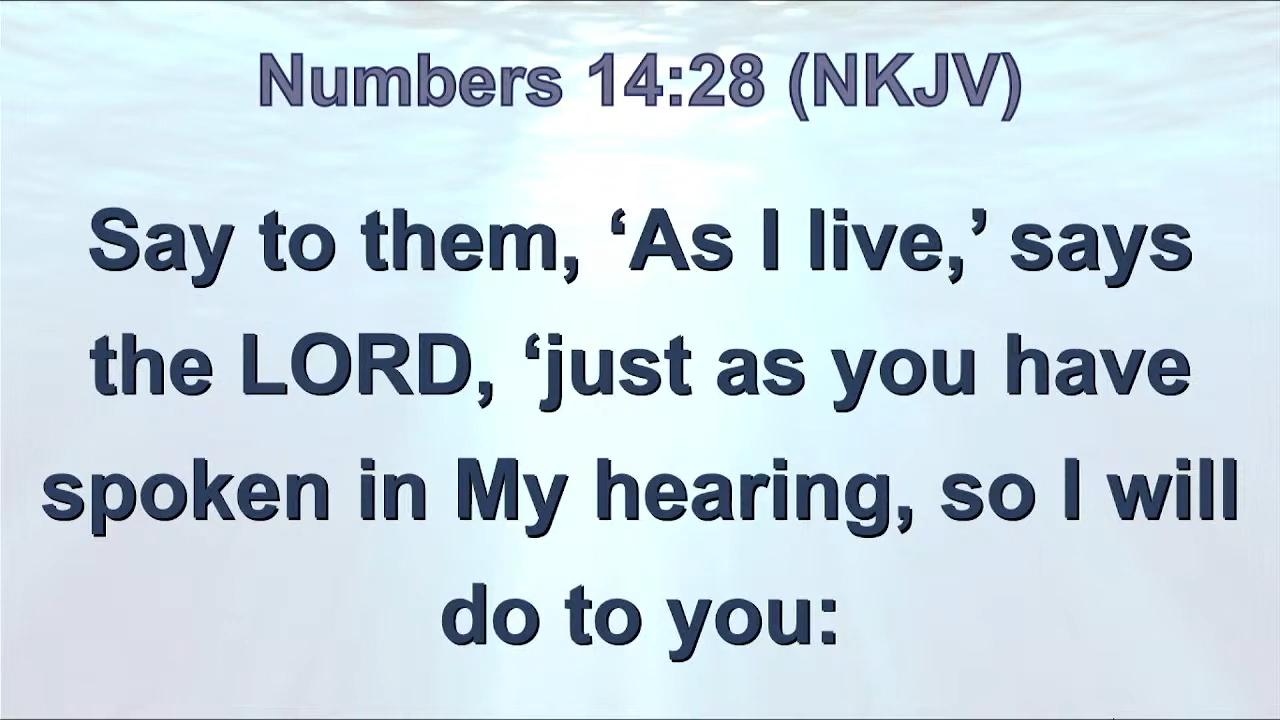 Numbers 14:28 (NKJV)
Say to them, ‘As I live,’ says
the LORD, ‘just as you have
spoken in My hearing, so I will
do to you: